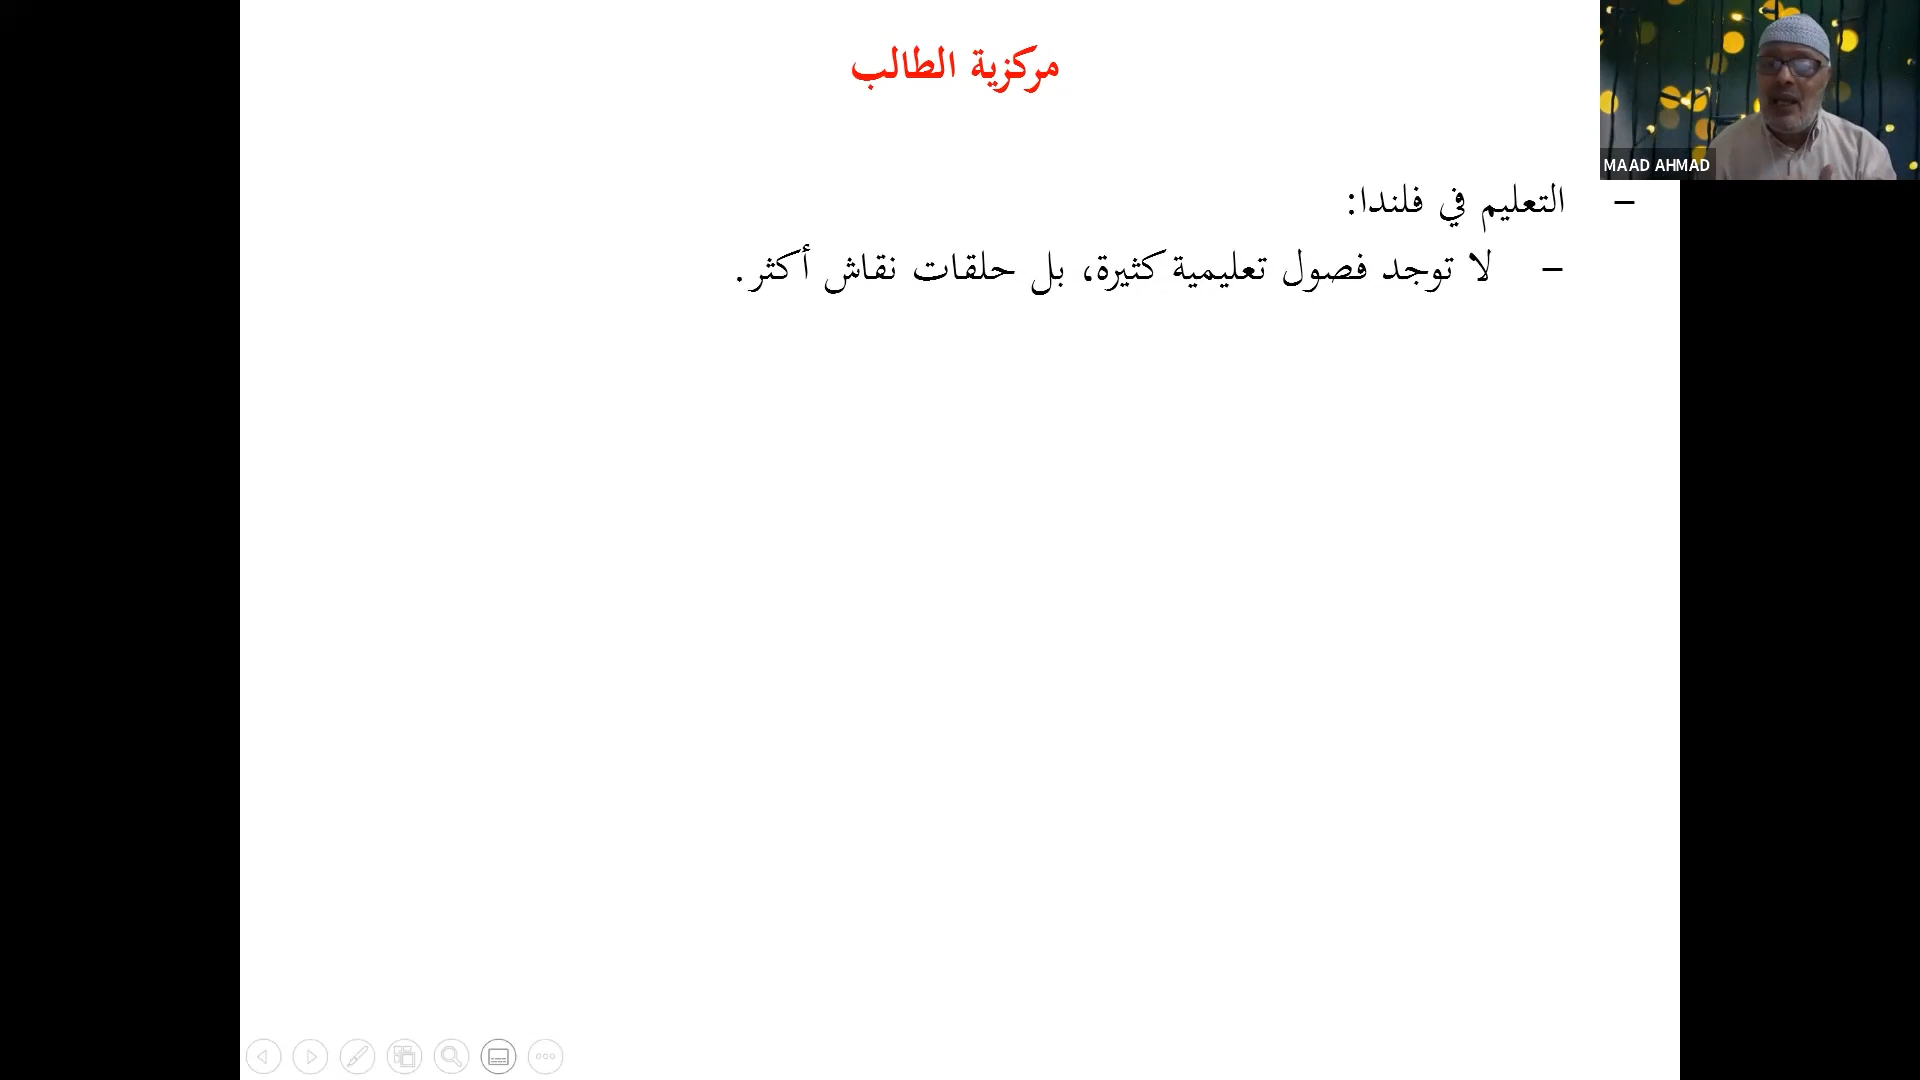 مركزية الطالب
MAAD AHMAD
– التعليم في فلندا:
– لا توجد فصول تعليمية كثيرة، بل حلقات نقاش أكثر.